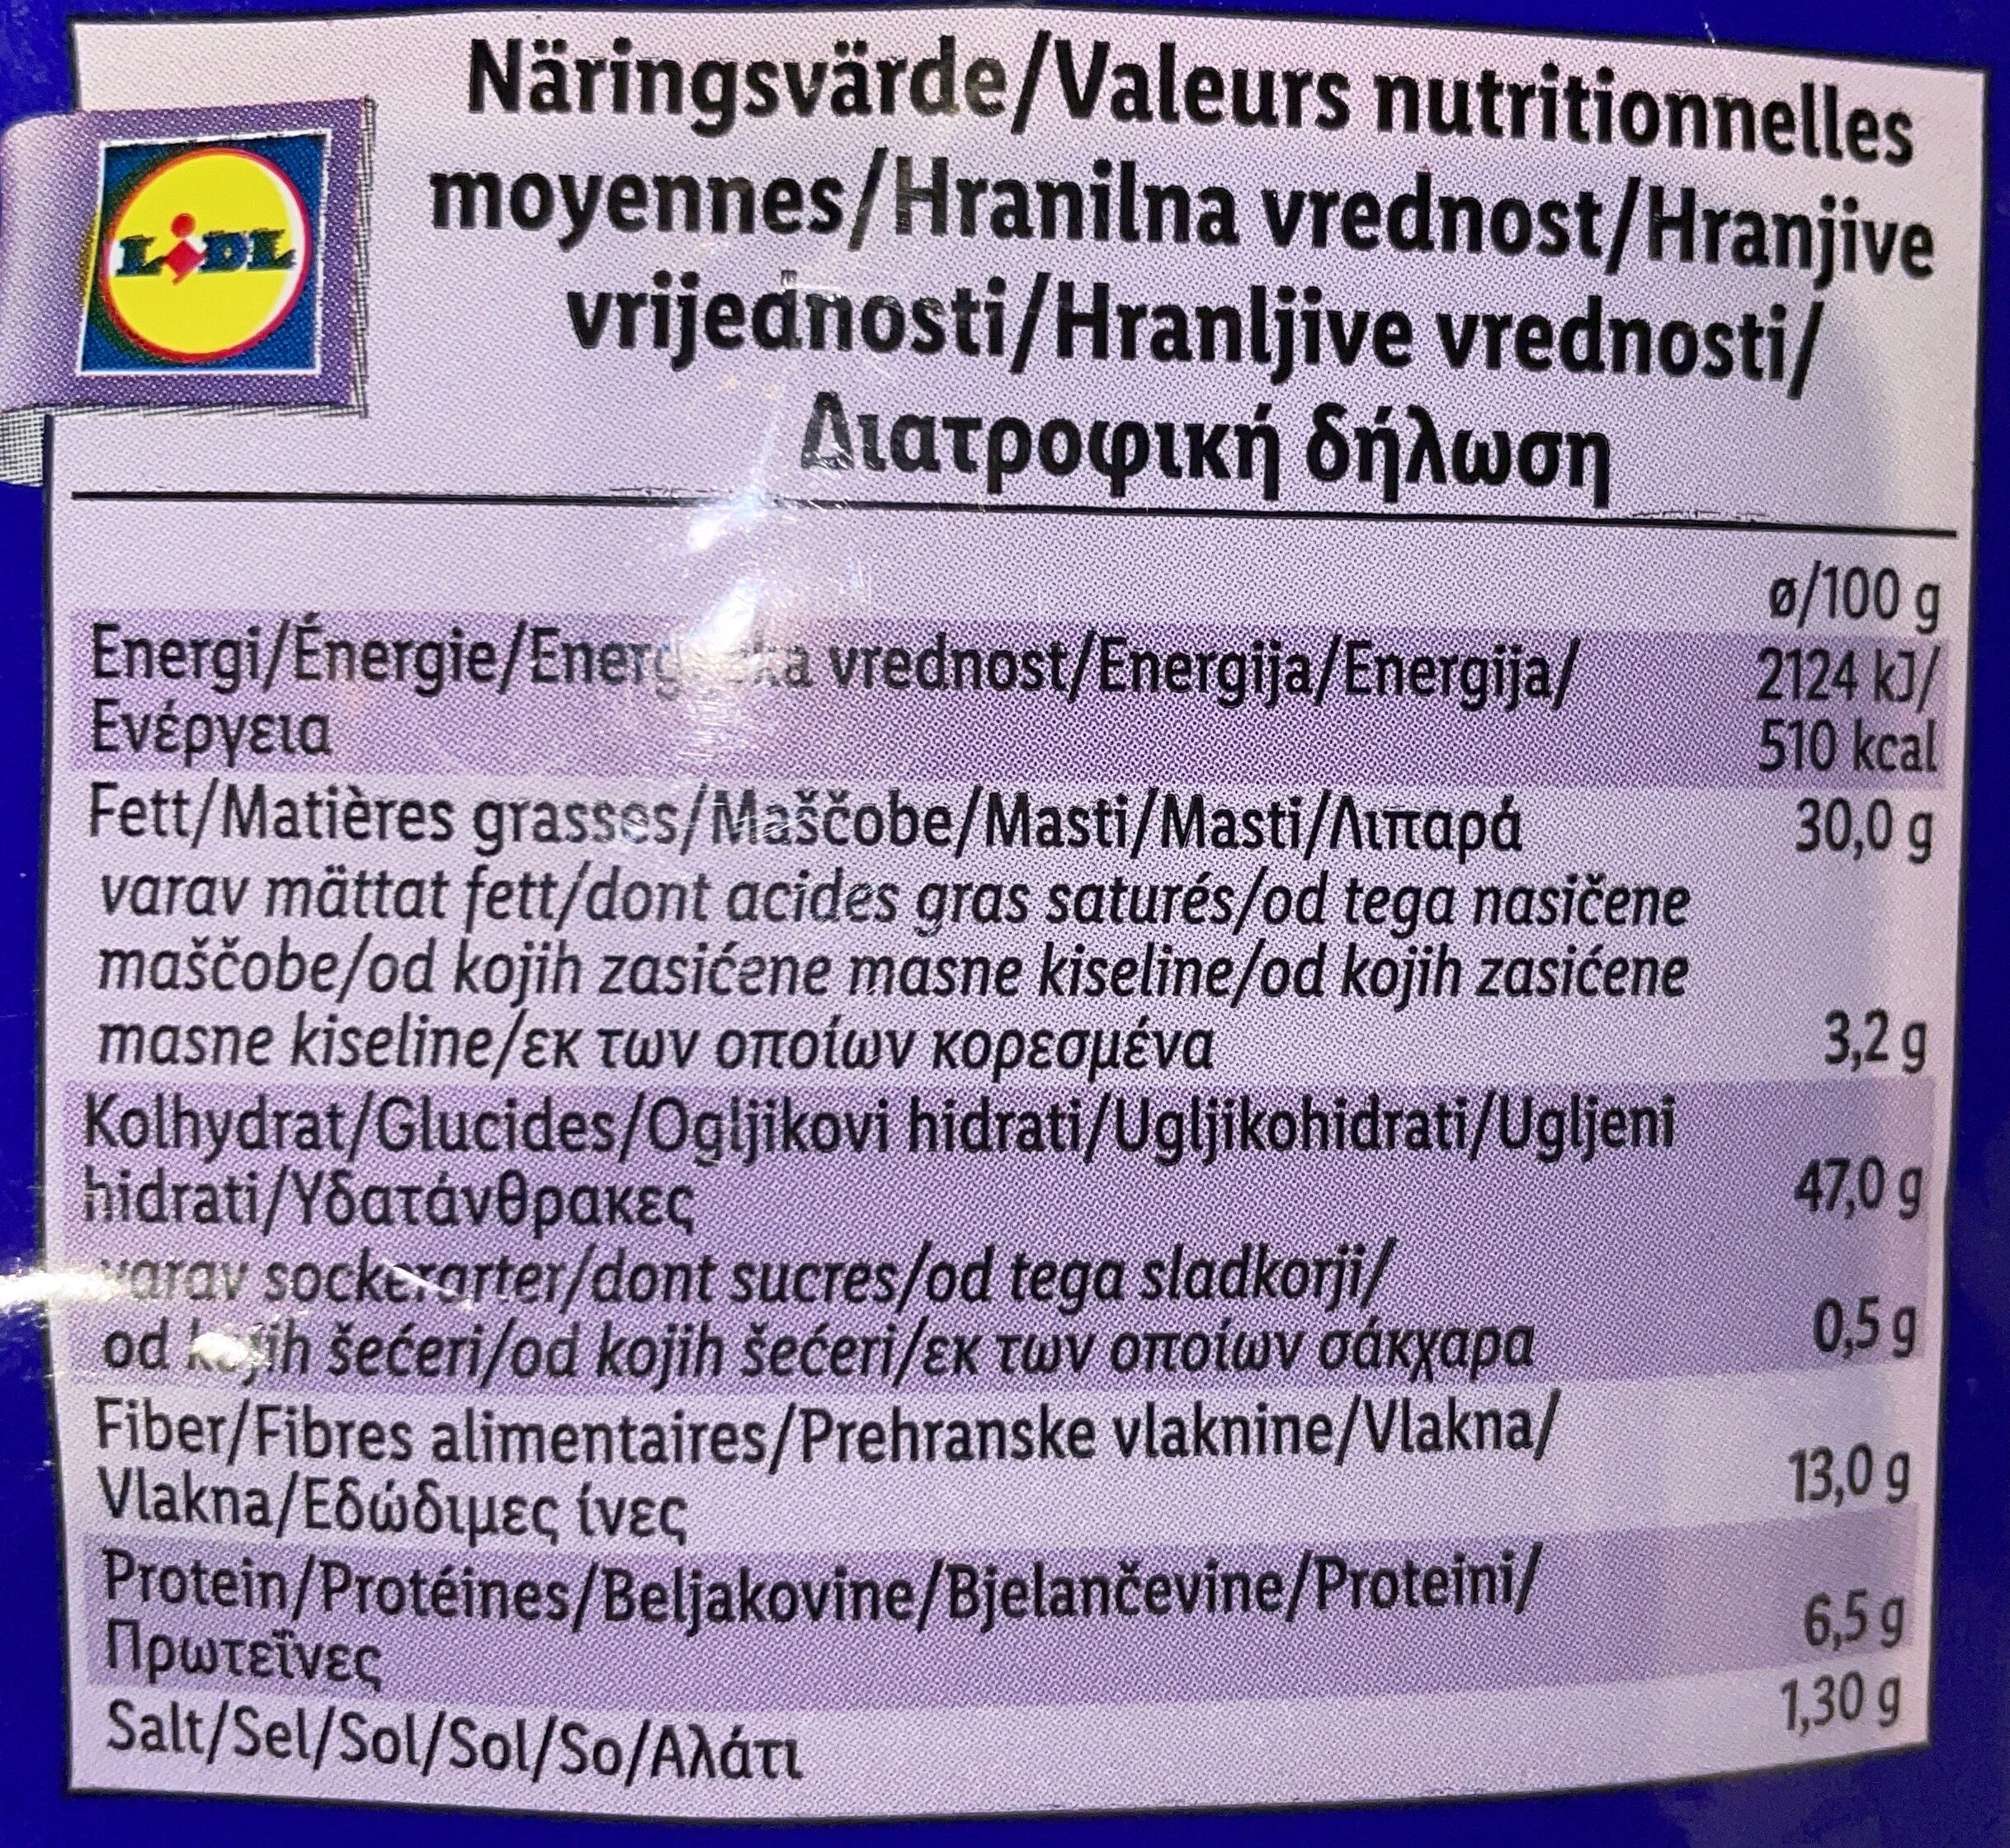 Näringsvärde/Valeurs nutritionnelles
moyennes/Hranilna vrednost/Hranjive
vrijednosti/Hranljive vrednosti/
Διατροφική δήλωση
LiDL
ø/100 g
Energi/Énergie/ vrednost/Energija/Energija/ 2124 kJ/
Ενέργεια 510 kcal
Fett/Matières grasses/Maščobe/Masti/Masti/Λιπαρά 30,0 g
varav mättat fett/dont acides gras saturés/od tega nasičene
maščobe/od kojih zasićene masne kiseline/od kojih zasićene
masne kiseline/εκ των οποίων κορεσμένα 3,2 g
Kolhydrat/Glucides/Ogljikovi hidrati/Ugljikohidrati/Ugljeni
hidrati/Υδατάνθρακες 47,0 g
varav sockerarter/dont sucres/od tega sladkorji/
od kojih šećeri/od kojih šećeri/εκ των οποίων σάκχαρα 0,5 g
Fiber/Fibres alimentaires/Prehranske vlaknine/Vlakna/
Vlakna/Εδώδιμες ίνες 13,0 g
Protein/Protéines/Beljakovine/Bjelančevine/Proteini/
Πρωτεΐνες 6,5 g
Salt/Sel/Sol/Sol/So/Αλάτι 1,30 g